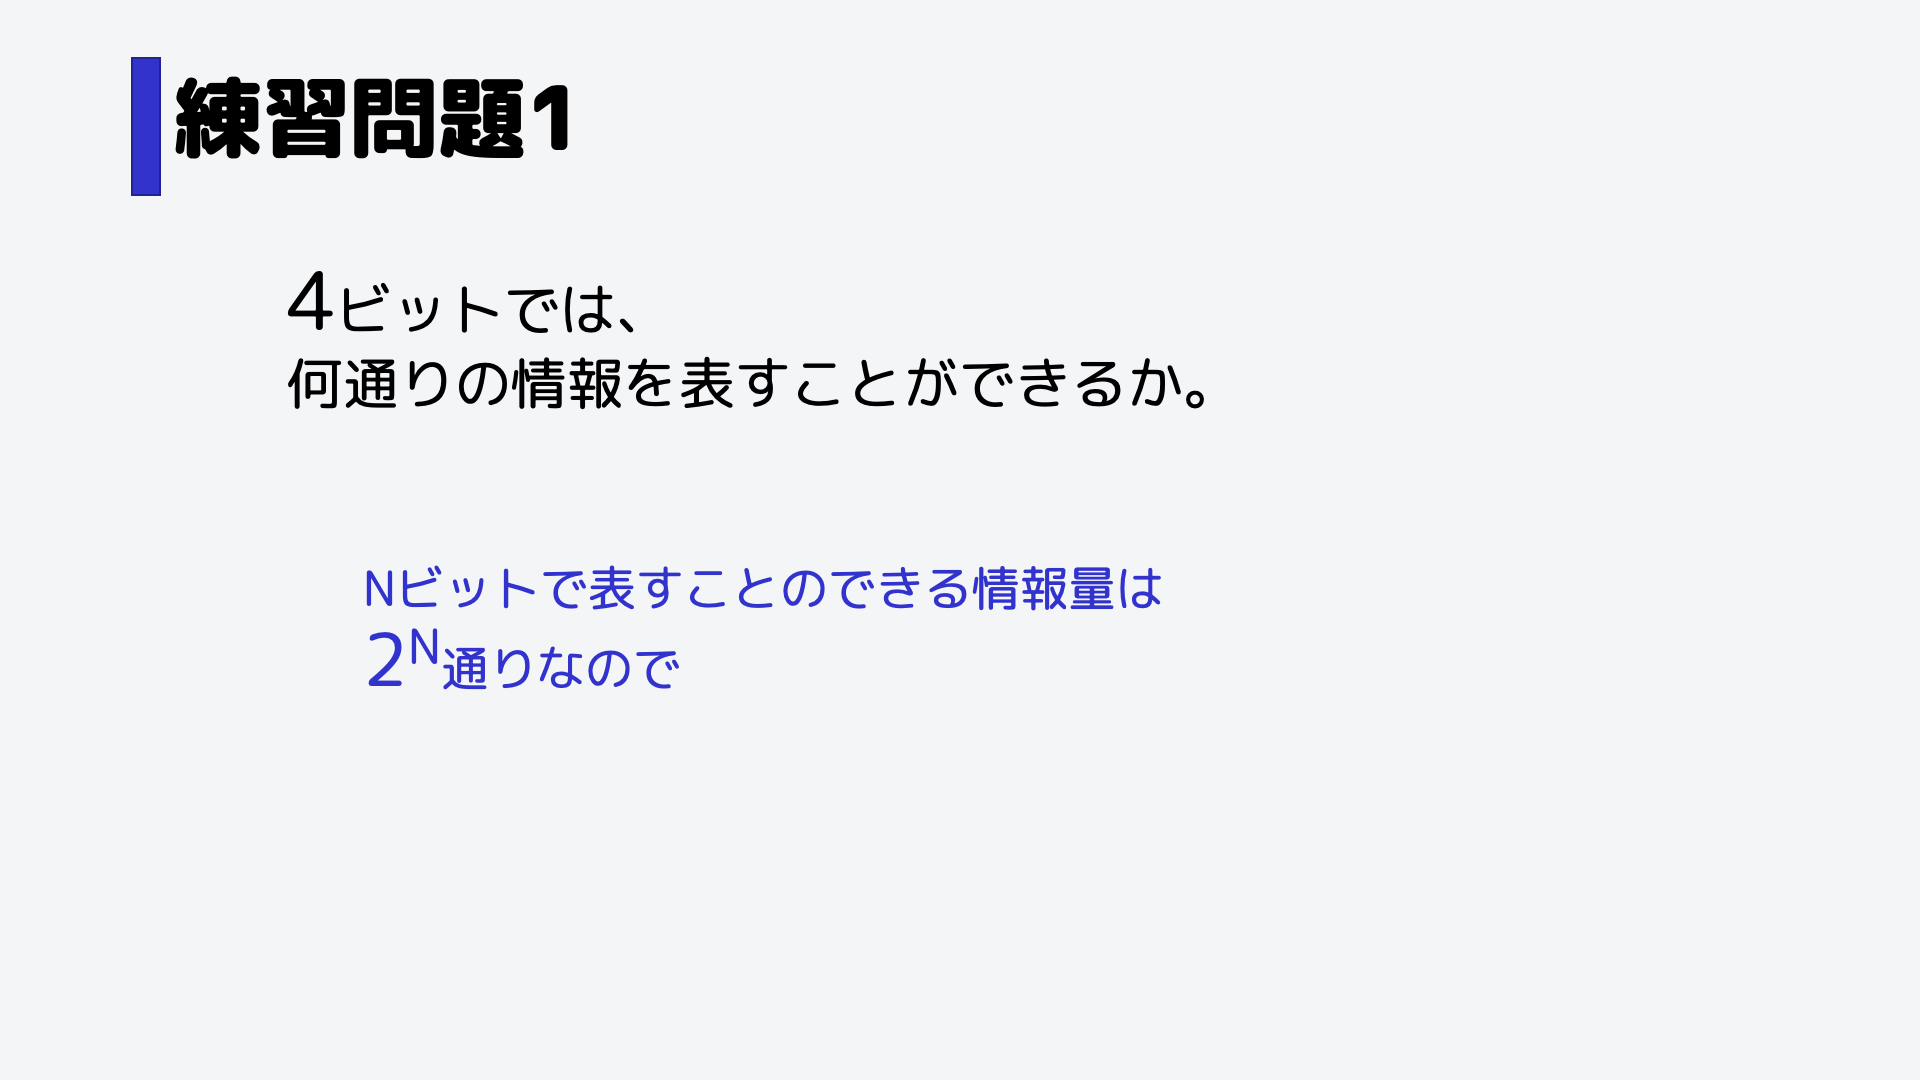 練習問題1
4ビットでは、
何通りの情報を表すことができるか。
Nビットで表すことのできる情報量は
2^N通りなので